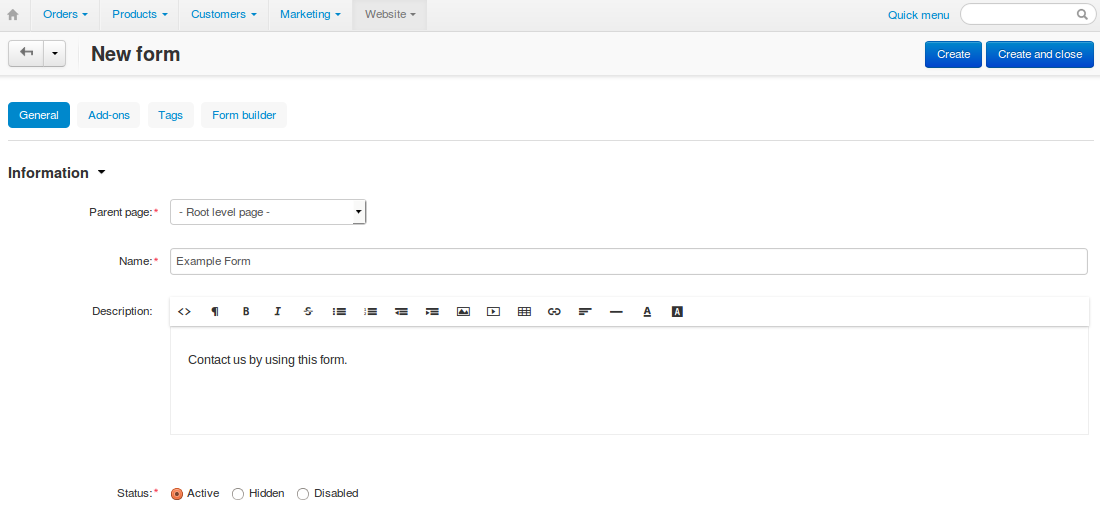 Orders Products Customers Marketing Website Quick menu
New form Create Create and close
General Add-ons Tags Form builder
Information
Parent page:* - Root level page -
Name:* Example Form
Description: <> ¶ B I S A A
Contact us by using this form.
Status:* Active Hidden Disabled